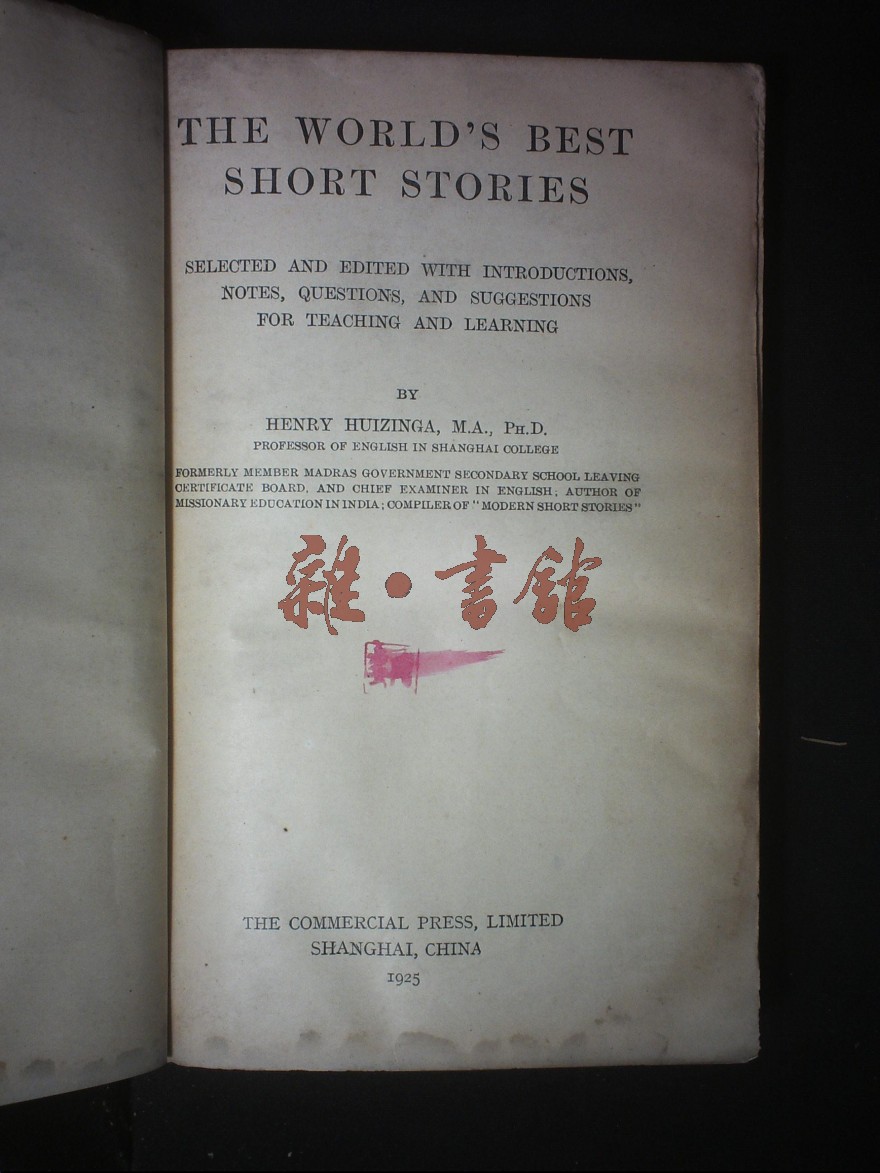 THE WORLD'S BEST
SHORT STORIES
SELECTED AND EDITED WITH INTRODUCTIONS,
NOTES, QUESTIONS, AND SUGGESTIONS
FOR TEACHING AND LEARNING
BY
HENRY HUIZINGA, M.A., PH.D.
PROFESSOR OF ENGLISH IN SHANGHAI COLLEGE
FORMERLY MEMBER MADRAS GOVERNMENT SECONDARY SCHOOL LEAVING
CERTIFICATE BOARD, AND CHIEF EXAMINER IN ENGLISH; AUTHOR OF
MISSIONARY EDUCATION IN INDIA; COMPILER OF "MODERN SHORT STORIES"
雜·書館
THE COMMERCIAL PRESS, LIMITED
SHANGHAI, CHINA
1925